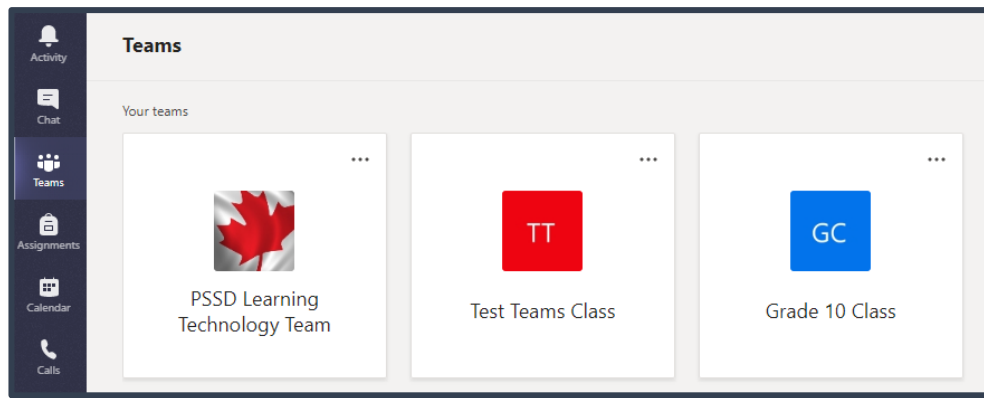 Activity
Chat
Teams
Assignments
Calendar
Calls
Teams
Your teams
...
PSSD Learning
Technology Team
...
TT
Test Teams Class
...
GC
Grade 10 Class